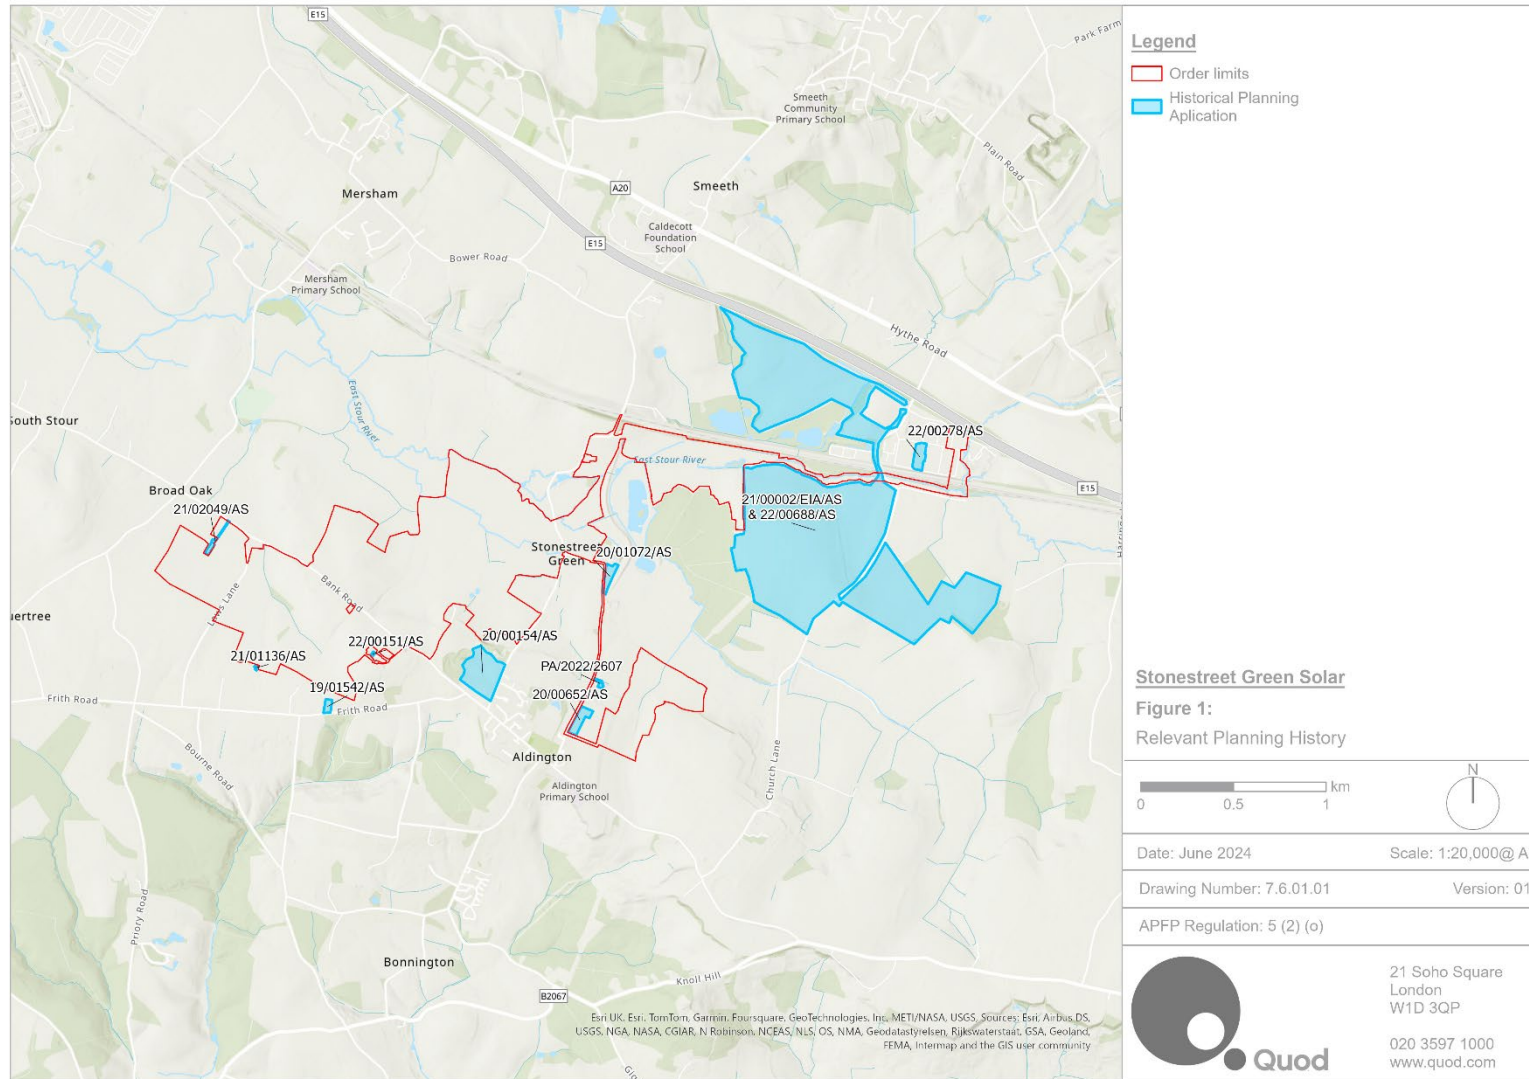 E15
Park Farm
Smeeth
Community
Primary School
Plain Road
A20
Smeeth
Mersham
Caldecott
Foundation
School
E15
Bower Road
Mersham
Primary School
Hythe Road
East Stour River
South Stour
22/00278/AS
East Stour River
E15
Broad Oak
21/02049/AS
21/00002/EIA/AS
& 22/00688/AS
Stonestreet
Green
20/01072/AS
Bank Road
Laws Lane
uertree
22/00151/AS
20/00154/AS
21/01136/AS
PA/2022/2607
19/01542/AS
20/00652/AS
Frith Road
Frith Road
Bourne Road
Aldington
Aldington
Primary School
Church Lane
Priory Road
Bonnington
Knoll Hill
B2067
Esri UK, Esri, TomTom, Garmin, Foursquare, GeoTechnologies, Inc, METI/NASA, USGS, Sources: Esri, Airbus DS,
USGS, NGA, NASA, CGIAR, N Robinson, NCEAS, NLS, OS, NMA, Geodatastyrelsen, Rijkswaterstaat, GSA, Geoland,
FEMA, Intermap and the GIS user community
Legend
Order limits
Historical Planning
Aplication
Stonestreet Green Solar
Figure 1:
Relevant Planning History
km
0 0.5 1
N
Date: June 2024 Scale: 1:20,000@ A
Drawing Number: 7.6.01.01 Version: 01
APFP Regulation: 5 (2) (o)
Quod
21 Soho Square
London
W1D 3QP
020 3597 1000
www.quod.com